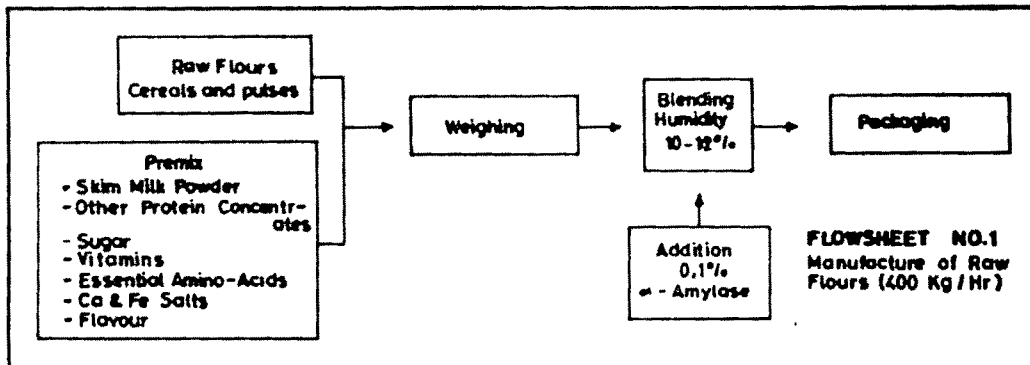 Raw Flours
Cereals and pulses
Premix
- Skim Milk Powder
- Other Protein Concentr-
ates
- Sugar
- Vitamins
- Essential Amino-Acids
- Ca & Fe Salts
- Flavour
Weighing
Blending
Humidity
10-12%
Packaging
Addition
0,1%
α - Amylase
FLOWSHEET NO.1
Manufacture of Raw
Flours (400 Kg/Hr)